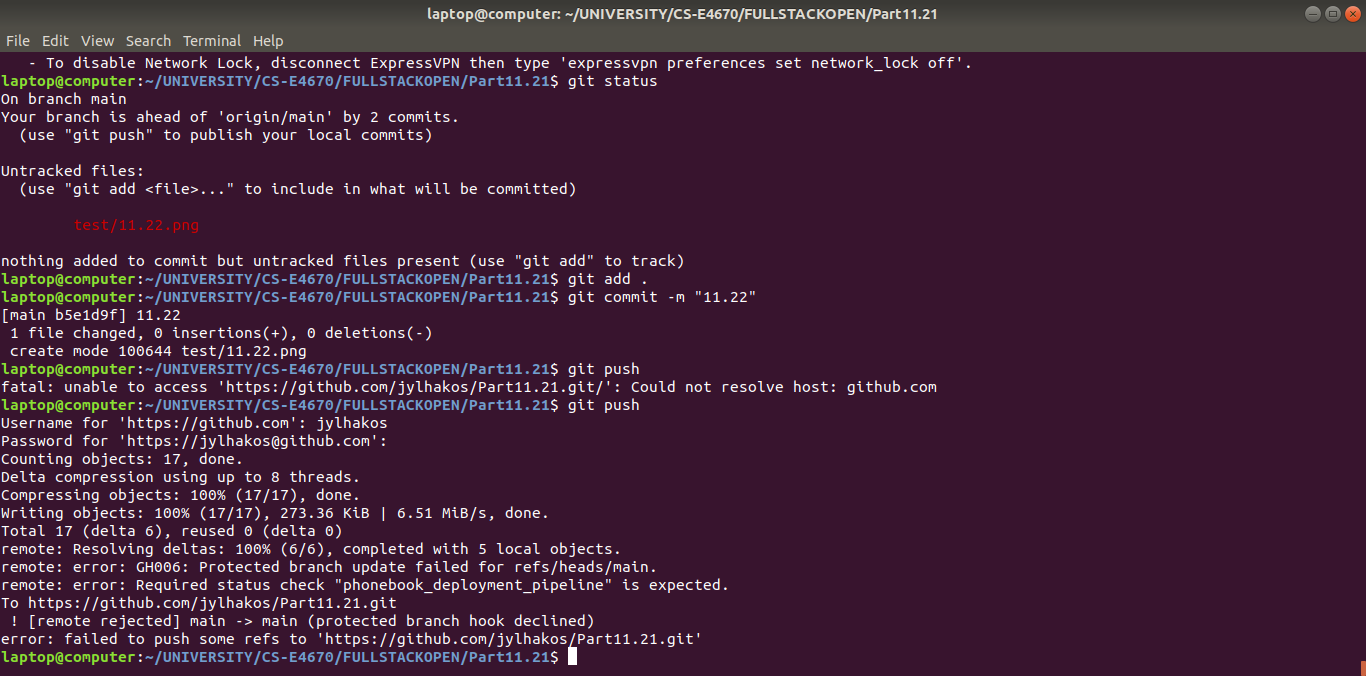 laptop@computer: ~/UNIVERSITY/CS-E4670/FULLSTACKOPEN/Part11.21
File Edit View Search Terminal Help
   - To disable Network Lock, disconnect ExpressVPN then type 'expressvpn preferences set network_lock off'.
laptop@computer:~/UNIVERSITY/CS-E4670/FULLSTACKOPEN/Part11.21$ git status
On branch main
Your branch is ahead of 'origin/main' by 2 commits.
  (use "git push" to publish your local commits)

Untracked files:
  (use "git add <file>..." to include in what will be committed)

        test/11.22.png

nothing added to commit but untracked files present (use "git add" to track)
laptop@computer:~/UNIVERSITY/CS-E4670/FULLSTACKOPEN/Part11.21$ git add .
laptop@computer:~/UNIVERSITY/CS-E4670/FULLSTACKOPEN/Part11.21$ git commit -m "11.22"
[main b5e1d9f] 11.22
 1 file changed, 0 insertions(+), 0 deletions(-)
 create mode 100644 test/11.22.png
laptop@computer:~/UNIVERSITY/CS-E4670/FULLSTACKOPEN/Part11.21$ git push
fatal: unable to access 'https://github.com/jylhakos/Part11.21.git/': Could not resolve host: github.com
laptop@computer:~/UNIVERSITY/CS-E4670/FULLSTACKOPEN/Part11.21$ git push
Username for 'https://github.com': jylhakos
Password for 'https://jylhakos@github.com':
Counting objects: 17, done.
Delta compression using up to 8 threads.
Compressing objects: 100% (17/17), done.
Writing objects: 100% (17/17), 273.36 KiB | 6.51 MiB/s, done.
Total 17 (delta 6), reused 0 (delta 0)
remote: Resolving deltas: 100% (6/6), completed with 5 local objects.
remote: error: GH006: Protected branch update failed for refs/heads/main.
remote: error: Required status check "phonebook_deployment_pipeline" is expected.
To https://github.com/jylhakos/Part11.21.git
 ! [remote rejected] main -> main (protected branch hook declined)
error: failed to push some refs to 'https://github.com/jylhakos/Part11.21.git'
laptop@computer:~/UNIVERSITY/CS-E4670/FULLSTACKOPEN/Part11.21$